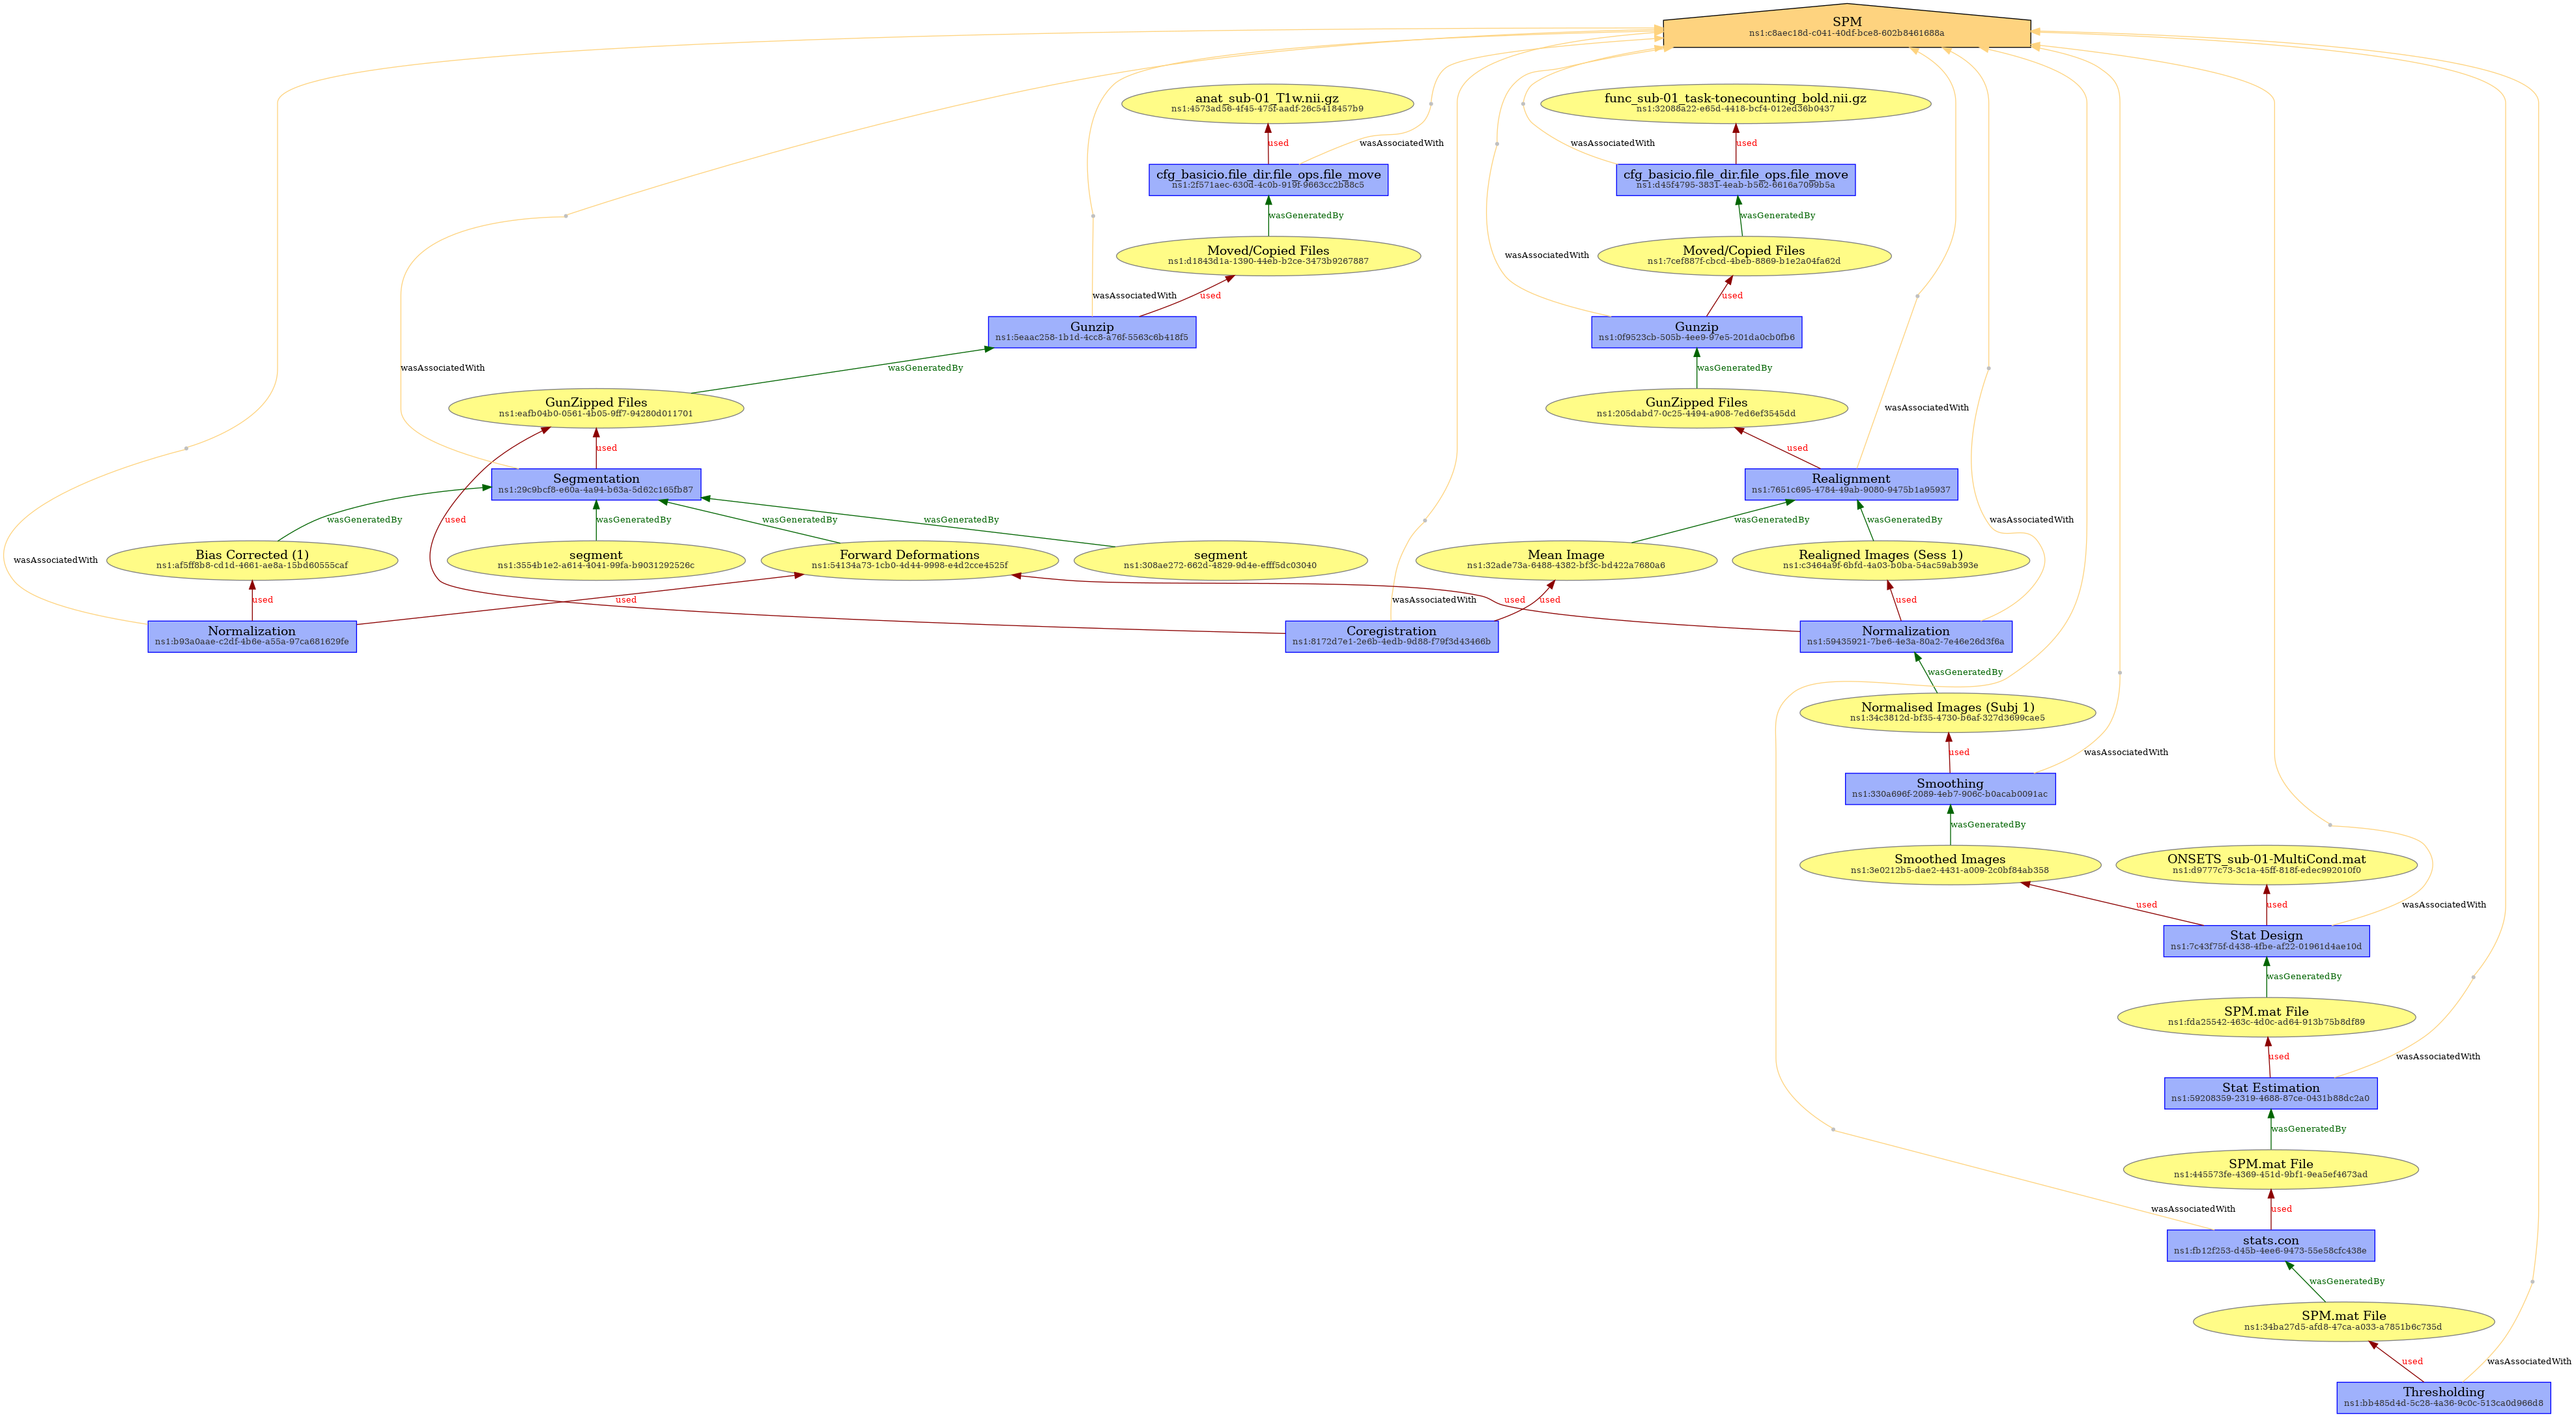 SPM
ns1:c8aec18d-c041-40df-bce8-602b8461688a
anat_sub-01_T1w.nii.gz
ns1:4573ad56-4f45-475f-aadf-26c5418457b9
func_sub-01_task-tonecounting_bold.nii.gz
ns1:32088a22-e65d-4418-bcf4-012ed36b0437
used
wasAssociatedWith
wasAssociatedWith
used
cfg_basicio.file_dir.file_ops.file_move
ns1:2f571aec-630d-4c0b-919f-9663cc2b88c5
cfg_basicio.file_dir.file_ops.file_move
ns1:d45f4795-3831-4eab-b562-6616a7099b5a
wasGeneratedBy
wasGeneratedBy
Moved/Copied Files
ns1:d1843d1a-1390-44eb-b2ce-3473b9267887
wasAssociatedWith
Moved/Copied Files
ns1:7cef887f-cbcd-4beb-8869-b1e2a04fa62d
wasAssociatedWith
used
used
Gunzip
ns1:5eaac258-1b1d-4cc8-a76f-5563c6b418f5
Gunzip
ns1:0f9523cb-505b-4ee9-97e5-201da0cb0fb6
wasAssociatedWith
wasGeneratedBy
wasGeneratedBy
GunZipped Files
ns1:eafb04b0-0561-4b05-9ff7-94280d011701
GunZipped Files
ns1:205dabd7-0c25-4494-a908-7ed6ef3545dd
wasAssociatedWith
used
used
Segmentation
ns1:29c9bcf8-e60a-4a94-b63a-5d62c165fb87
Realignment
ns1:7651c695-4784-49ab-9080-9475b1a95937
wasGeneratedBy
used
wasGeneratedBy
wasGeneratedBy
wasGeneratedBy
wasGeneratedBy
wasGeneratedBy
wasAssociatedWith
wasAssociatedWith
Bias Corrected (1)
ns1:af5ff8b8-cd1d-4661-ae8a-15bd60555caf
segment
ns1:3554b1e2-a614-4041-99fa-b9031292526c
Forward Deformations
ns1:54134a73-1cb0-4d44-9998-e4d2cce4525f
segment
ns1:308ae272-662d-4829-9d4e-efff5dc03040
Mean Image
ns1:32ade73a-6488-4382-bf3c-bd422a7680a6
Realigned Images (Sess 1)
ns1:c3464a9f-6bfd-4a03-b0ba-54ac59ab393e
used
used
wasAssociatedWith
used
used
used
Normalization
ns1:b93a0aae-c2df-4b6e-a55a-97ca681629fe
Coregistration
ns1:8172d7e1-2e6b-4edb-9d88-f79f3d43466b
Normalization
ns1:59435921-7be6-4e3a-80a2-7e46e26d3f6a
wasGeneratedBy
Normalised Images (Subj 1)
ns1:34c3812d-bf35-4730-b6af-327d3699cae5
used
wasAssociatedWith
Smoothing
ns1:330a696f-2089-4eb7-906c-b0acab0091ac
wasGeneratedBy
Smoothed Images
ns1:3e0212b5-dae2-4431-a009-2c0bf84ab358
ONSETS_sub-01-MultiCond.mat
ns1:d9777c73-3c1a-45ff-818f-edec992010f0
used
used
wasAssociatedWith
Stat Design
ns1:7c43f75f-d438-4fbe-af22-01961d4ae10d
wasGeneratedBy
SPM.mat File
ns1:fda25542-463c-4d0c-ad64-913b75b8df89
used
wasAssociatedWith
Stat Estimation
ns1:59208359-2319-4688-87ce-0431b88dc2a0
wasGeneratedBy
SPM.mat File
ns1:445573fe-4369-451d-9bf1-9ea5ef4673ad
wasAssociatedWith
used
stats.con
ns1:fb12f253-d45b-4ee6-9473-55e58cfc438e
wasGeneratedBy
SPM.mat File
ns1:34ba27d5-afd8-47ca-a033-a7851b6c735d
used
wasAssociatedWith
Thresholding
ns1:bb485d4d-5c28-4a36-9c0c-513ca0d966d8